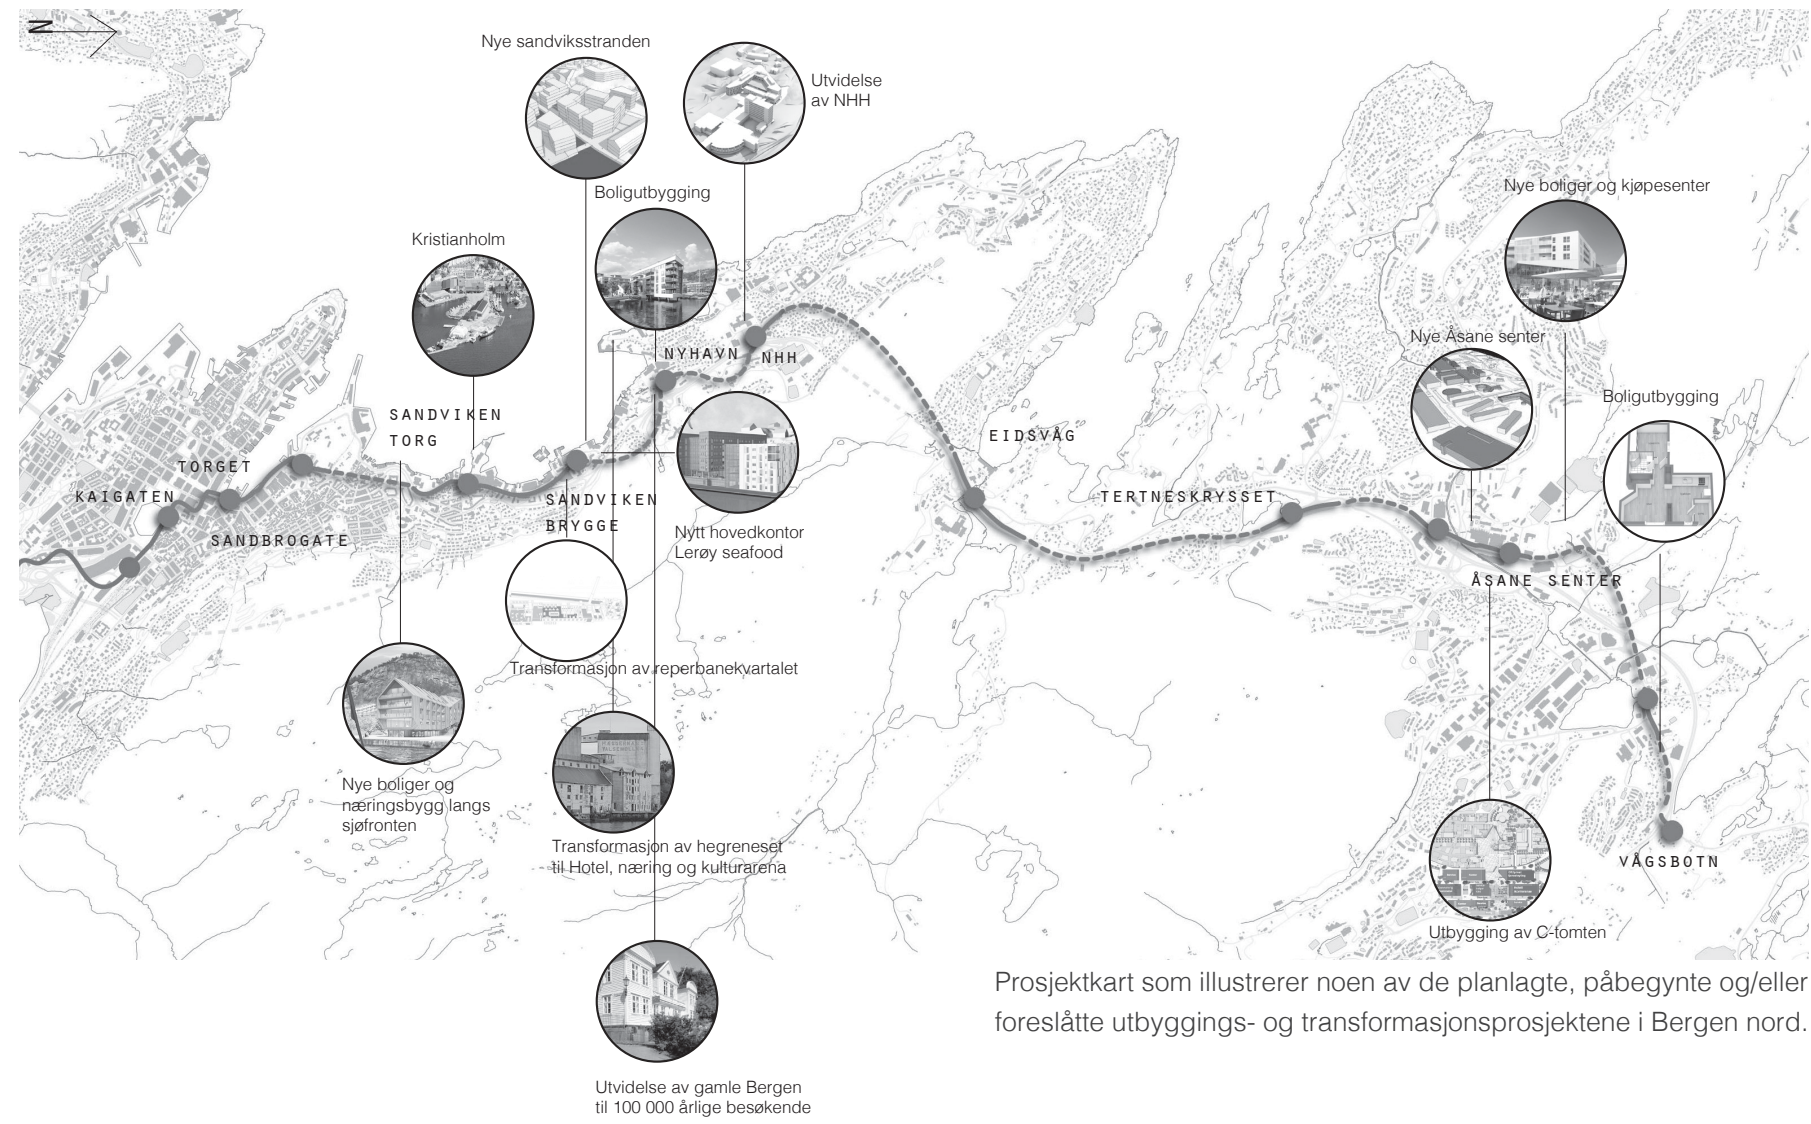 N
Nye sandviksstranden
Utvidelse
av NHH
Boligutbygging
Nye boliger og kjøpesenter
Kristianholm
Nye Åsane senter
NYHAVN
NHH
Boligutbygging
SANDVIKEN
TORG
EIDSVÅG
TORGET
KAIGATEN
TERTNESKRYSSET
SANDVIKEN
BRYGGE
SANDBROGATE
Nytt hovedkontor
Lerøy seafood
ÅSANE SENTER
Transformasjon av reperbanekvartalet
Nye boliger og
næringsbygg langs
sjøfronten
Transformasjon av hegreneset
til Hotel, næring og kulturarena
VÅGSBOTN
Utbygging av C-tomten
Prosjektkart som illustrerer noen av de planlagte, påbegynte og/eller
foreslåtte utbyggings- og transformasjonsprosjektene i Bergen nord.
Utvidelse av gamle Bergen
til 100 000 årlige besøkende